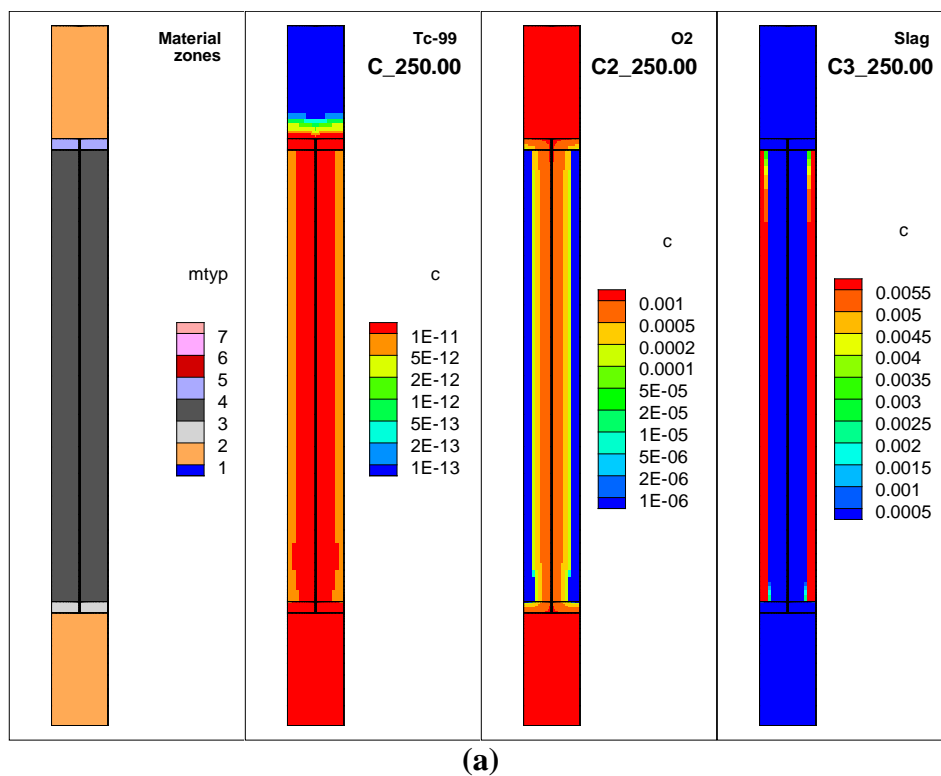 Material
zones
mtyp
7
6
5
4
3
2
1
Tc-99
C_250.00
c
1E-11
5E-12
2E-12
1E-12
5E-13
2E-13
1E-13
O2
C2_250.00
c
0.001
0.0005
0.0002
0.0001
5E-05
2E-05
1E-05
5E-06
2E-06
1E-06
Slag
C3_250.00
c
0.0055
0.005
0.0045
0.004
0.0035
0.003
0.0025
0.002
0.0015
0.001
0.0005
(a)